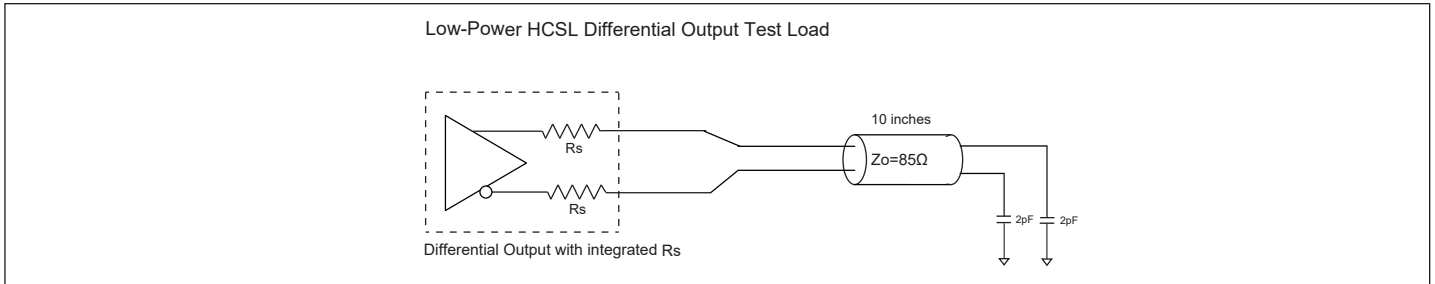 Low-Power HCSL Differential Output Test Load
10 inches
Rs
Zo=85Ω
Rs
2pF 2pF
Differential Output with integrated Rs